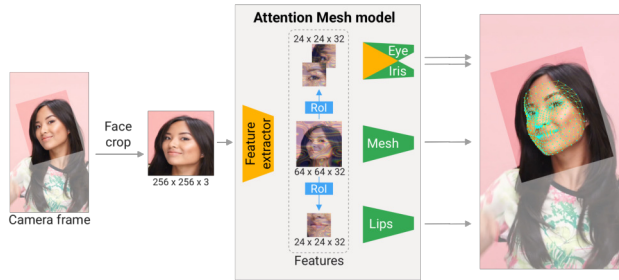 Attention Mesh model
24 x 24 x 32
Eye
Iris
RoI
Face
crop
Feature
extractor
Mesh
256 x 256 x 3
64 x 64 x 32
RoI
Camera frame
Lips
24 x 24 x 32
Features